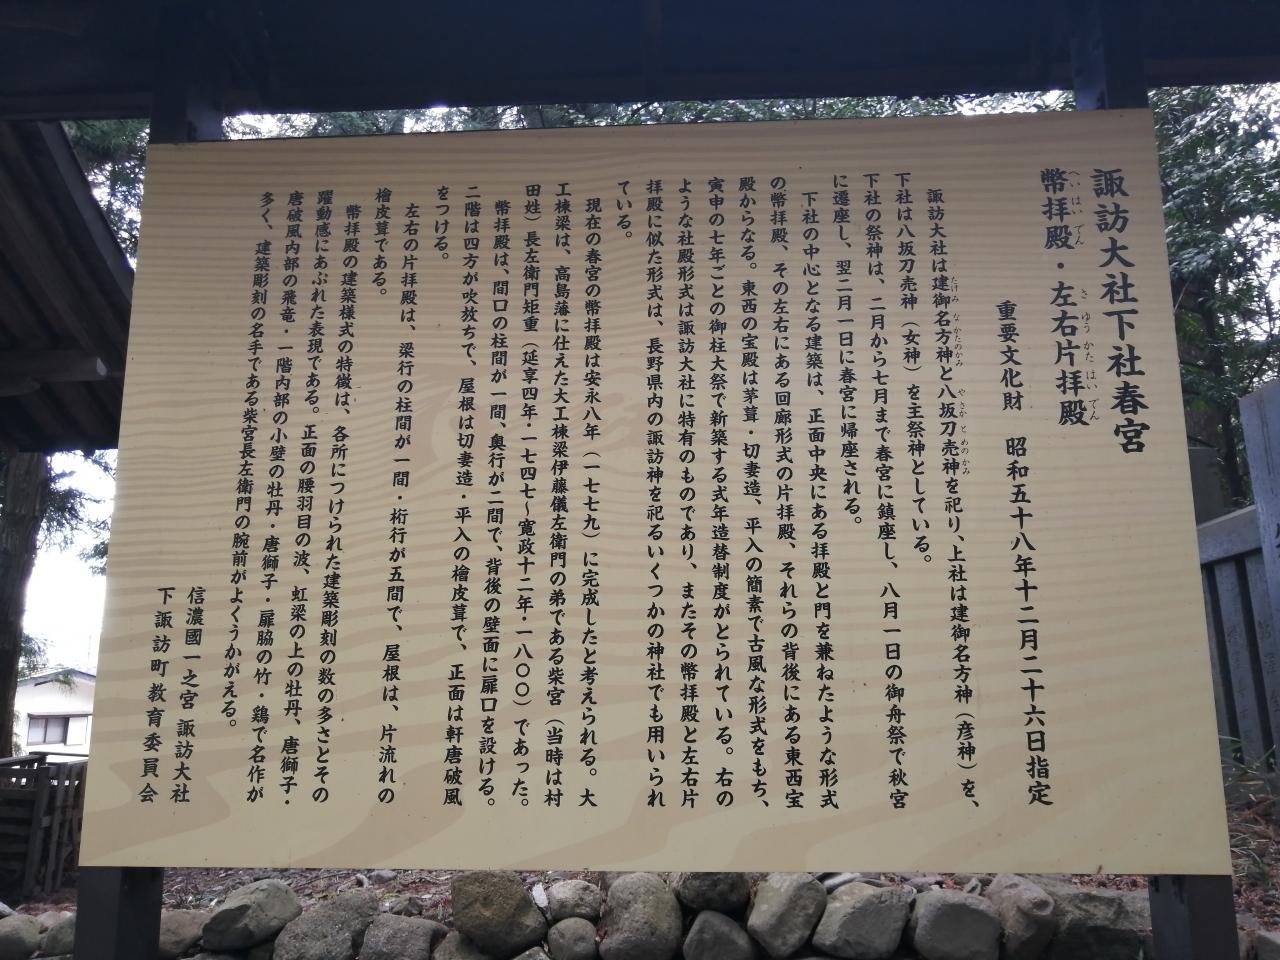 諏訪大社下社春宮
幣拝殿・左右片拝殿
へいはいでん さゆうかたはいでん
重要文化財 昭和五十八年十二月二十六日指定
諏訪大社は建御名方神と八坂刀売神を祀り、上社は建御名方神（彦神）を、
たけみなかたのかみ やさかとめのかみ
下社は八坂刀売神（女神）を主祭神としている。
下社の祭神は、二月から七月まで春宮に鎮座し、八月一日の御舟祭で秋宮
に遷座し、翌二月一日に春宮に帰座される。
下社の中心となる建築は、正面中央にある拝殿と門を兼ねたような形式
の幣拝殿、その左右にある回廊形式の片拝殿、それらの背後にある東西宝
殿からなる。東西の宝殿は茅葺・切妻造、平入の簡素で古風な形式をもち、
寅申の七年ごとの御柱大祭で新築する式年造替制度がとられている。右の
ような社殿形式は諏訪大社に特有のものであり、またその幣拝殿と左右片
拝殿に似た形式は、長野県内の諏訪神を祀るいくつかの神社でも用いられ
ている。
現在の春宮の幣拝殿は安永八年（一七七九）に完成したと考えられる。大
工棟梁は、高島藩に仕えた大工棟梁伊藤儀左衛門の弟である柴宮（当時は村
田姓）長左衛門矩重（延享四年・一七四七～寛政十二年・一八〇〇）であった。
幣拝殿は、間口の柱間が一間、奥行が二間で、背後の壁面に扉口を設ける。
二階は四方が吹放ちで、屋根は切妻造・平入の檜皮葺で、正面は軒唐破風
をつける。
左右の片拝殿は、梁行の柱間が一間・桁行が五間で、屋根は、片流れの
檜皮葺である。
幣拝殿の建築様式の特徴は、各所につけられた建築彫刻の数の多さとその
躍動感にあふれた表現である。正面の腰羽目の波、虹梁の上の牡丹、唐獅子・
唐破風内部の飛竜・一階内部の小壁の牡丹・唐獅子・扉脇の竹・鶏で名作が
多く、建築彫刻の名手である柴宮長左衛門の腕前がよくうかがえる。
信濃國一之宮 諏訪大社
下諏訪町教育委員会